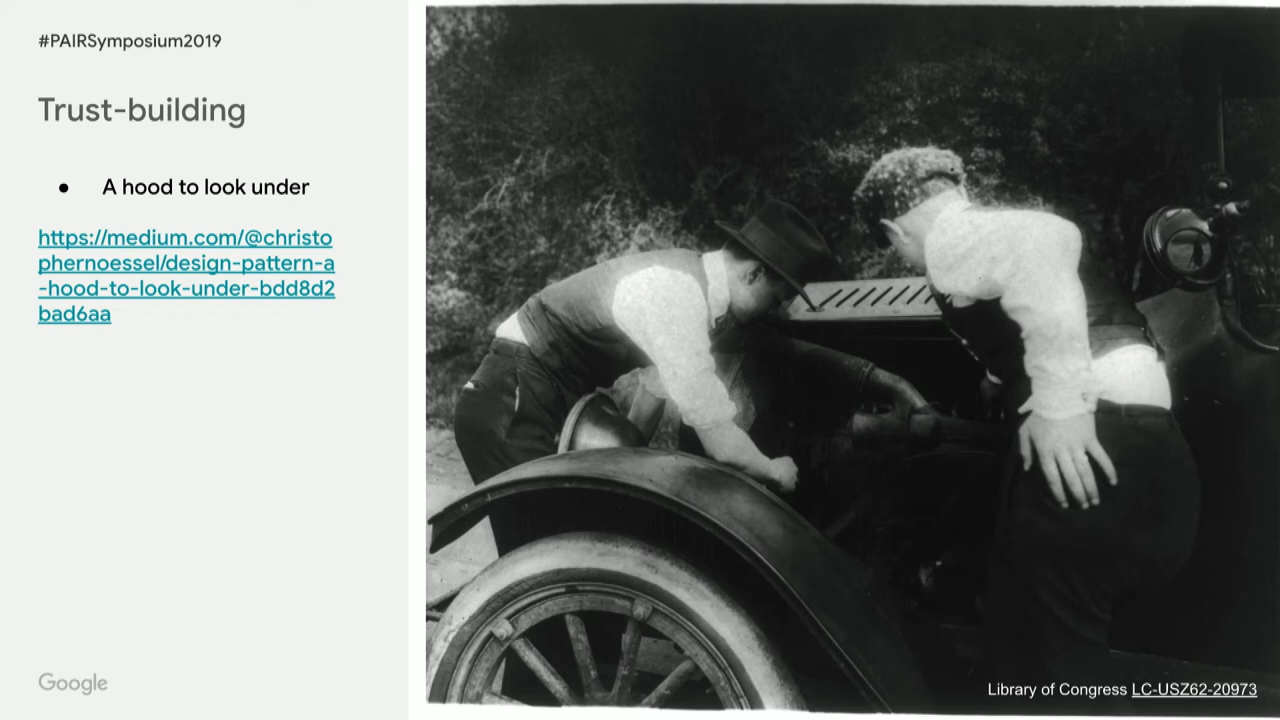 #PAIRSymposium2019
Trust-building
● A hood to look under
https://medium.com/@christo
phernoessel/design-pattern-a
-hood-to-look-under-bdd8d2
bad6aa
Google
Library of Congress LC-USZ62-20973